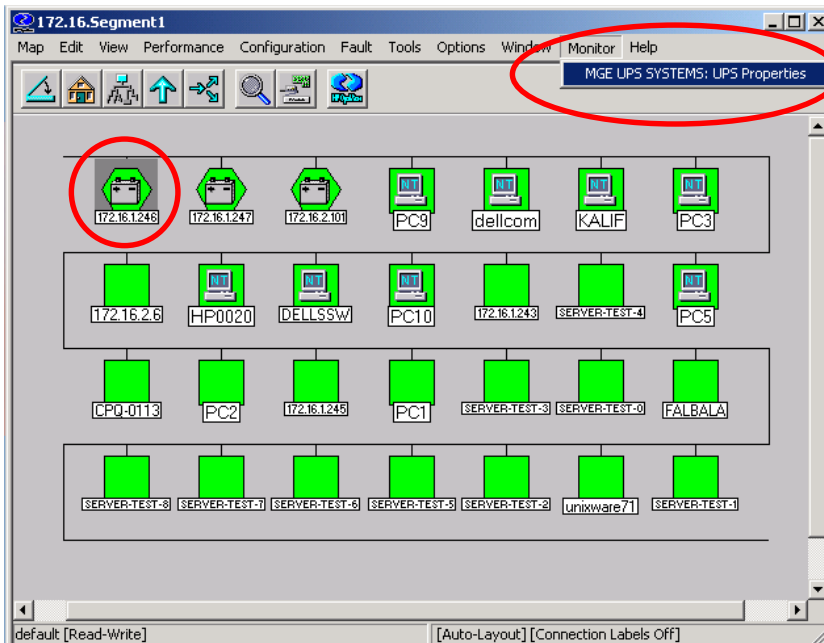 172.16.Segment1
Map Edit View Performance Configuration Fault Tools Options Window Monitor Help
MGE UPS SYSTEMS: UPS Properties
172.16.1.246 172.16.1.247 172.16.2.101 NT PC9 NT dellcom NT KALIF NT PC3
172.16.2.6 NT HP0020 NT DELLSSW NT PC10 172.16.1.243 SERVER-TEST-4 NT PC5
CPQ-0113 PC2 172.16.1.245 PC1 SERVER-TEST-3 SERVER-TEST-0 FALBALA
SERVER-TEST-8 SERVER-TEST-7 SERVER-TEST-6 SERVER-TEST-5 SERVER-TEST-2 unixware71 SERVER-TEST-1
default [Read-Write] [Auto-Layout] [Connection Labels Off]